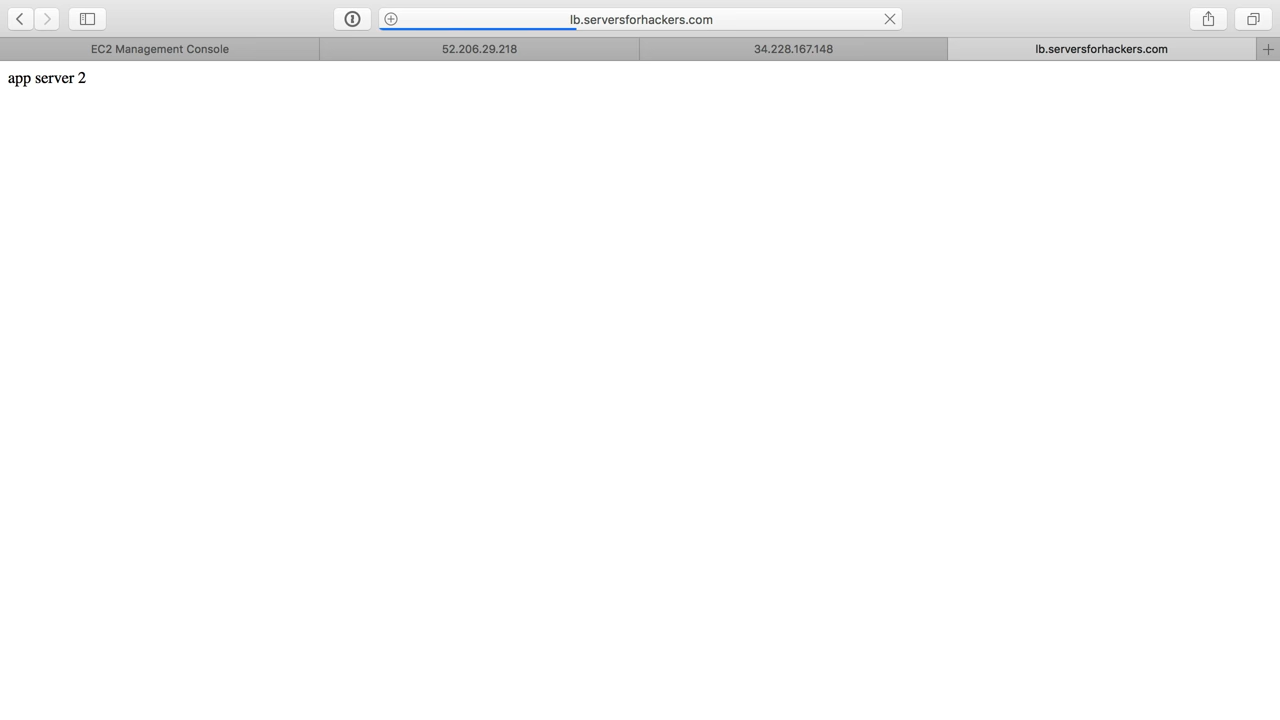 lb.serversforhackers.com
EC2 Management Console
52.206.29.218
34.228.167.148
lb.serversforhackers.com
app server 2